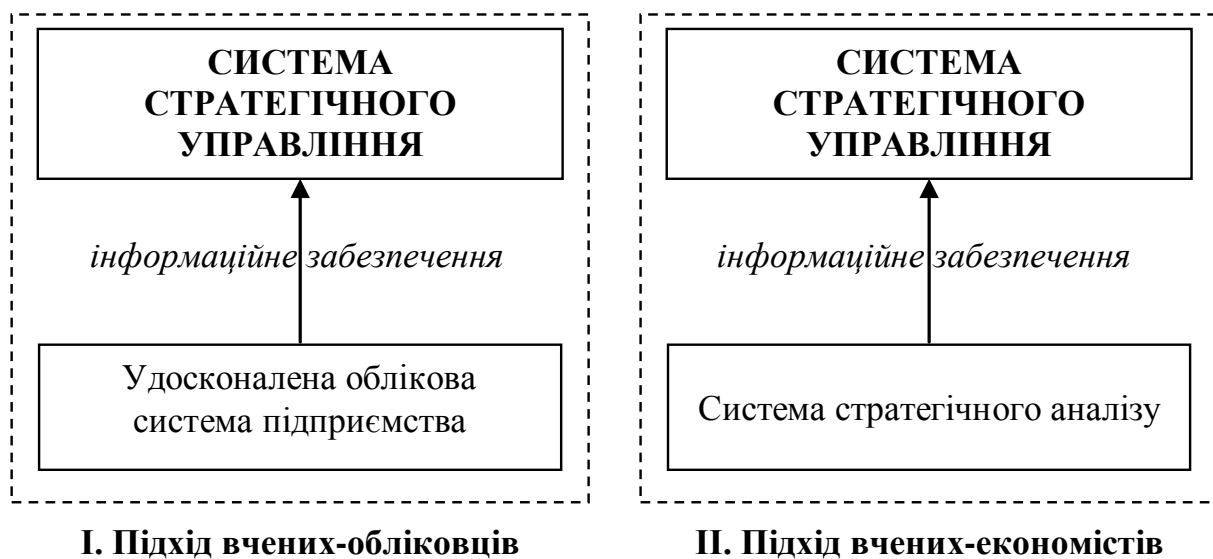 СИСТЕМА
СТРАТЕГІЧНОГО
УПРАВЛІННЯ
інформаційне забезпечення
Удосконалена облікова
система підприємства
І. Підхід вчених-обліковців
СИСТЕМА
СТРАТЕГІЧНОГО
УПРАВЛІННЯ
інформаційне забезпечення
Система стратегічного аналізу
ІІ. Підхід вчених-економістів